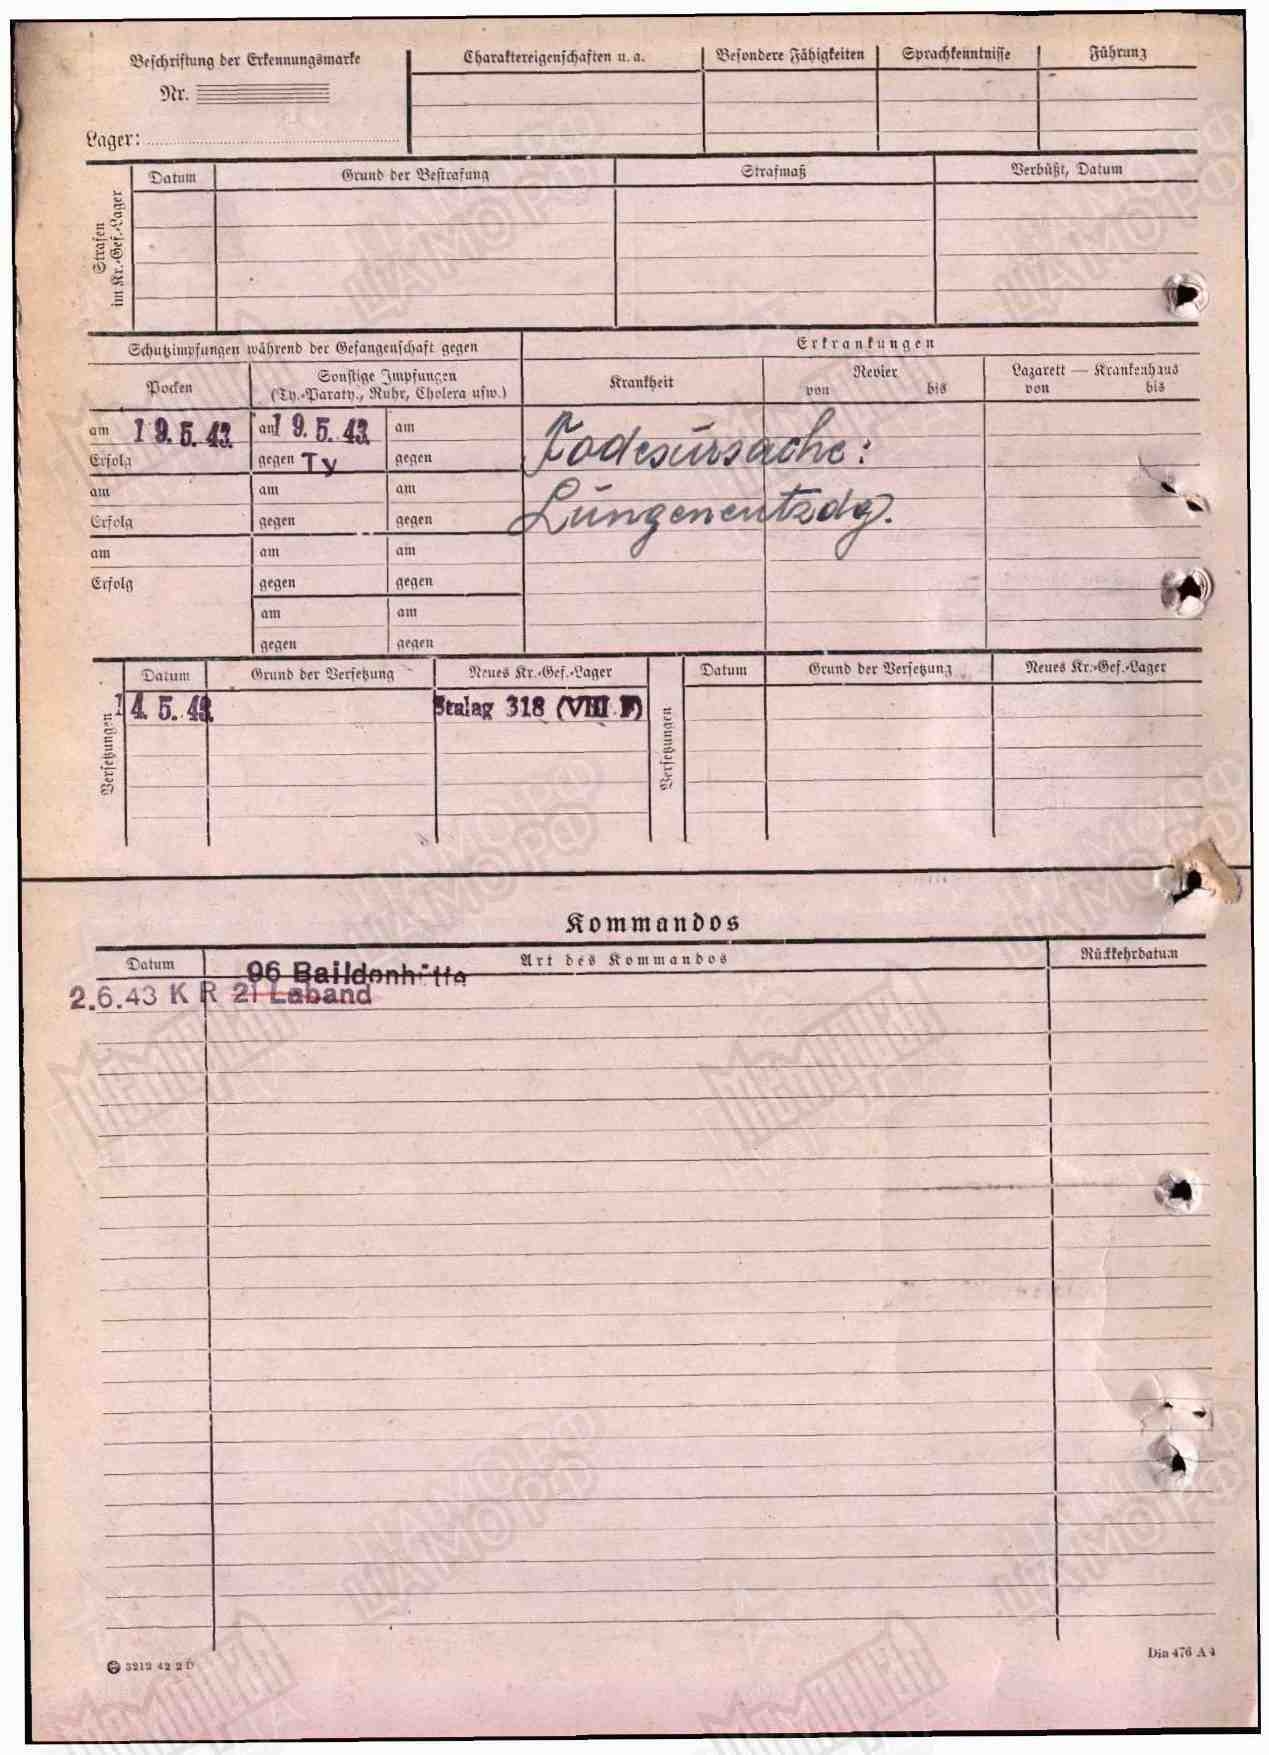 Beschriftung der Erkennungsmarke
Nr.
Lager:
Charaktereigenschaften u. a.
Besondere Fähigkeiten
Sprachkenntnisse
Führung
Strafen
im Kr.-Gef.-Lager
Datum
Grund der Bestrafung
Strafmaß
Verbüßt, Datum
Schutzimpfungen während der Gefangenschaft gegen
Erkrankungen
Pocken
Sonstige Impfungen
(Ty.-Paraty., Ruhr, Cholera usw.)
Krankheit
Revier
von bis
Lazarett — Krankenhaus
von bis
am 19.5.43. am 19.5.43. am
Erfolg gegen Ty gegen
am am am
Erfolg gegen gegen
am am am
Erfolg gegen gegen
am am
gegen gegen
Todesursache:
Lungenentzdg.
Versetzungen
Datum Grund der Versetzung Neues Kr.-Gef.-Lager
14.5.43. Stalag 318 (VIII F)
Versetzungen
Datum Grund der Versetzung Neues Kr.-Gef.-Lager
Kommandos
Datum Art des Kommandos Rückkehrdatum
96 Baildonhütte
2.6.43 K R 21 Laband
3212 42 2 D
Din 476 A 4
МЕМОРИАЛ
ЦАМО РФ